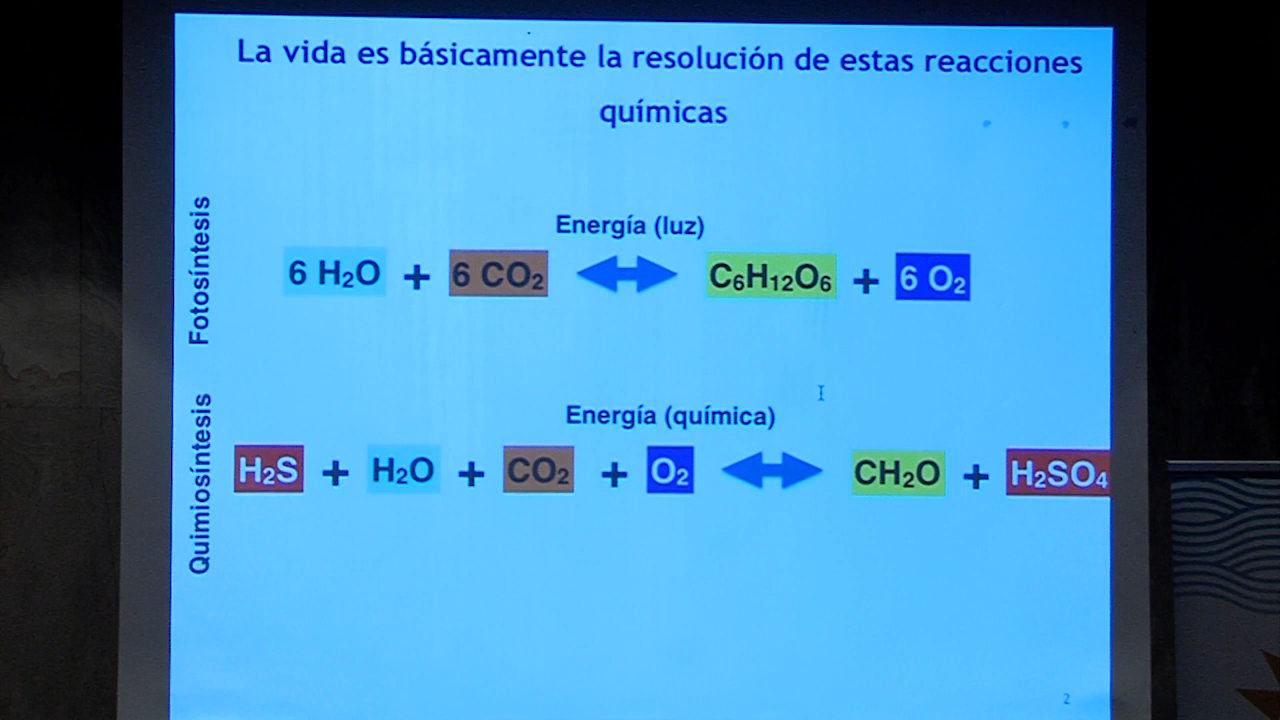 La vida es básicamente la resolución de estas reacciones
químicas
Fotosíntesis
Energía (luz)
6 H₂O + 6 CO₂ ↔ C₆H₁₂O₆ + 6 O₂
Quimiosíntesis
Energía (química)
H₂S + H₂O + CO₂ + O₂ ↔ CH₂O + H₂SO₄
2